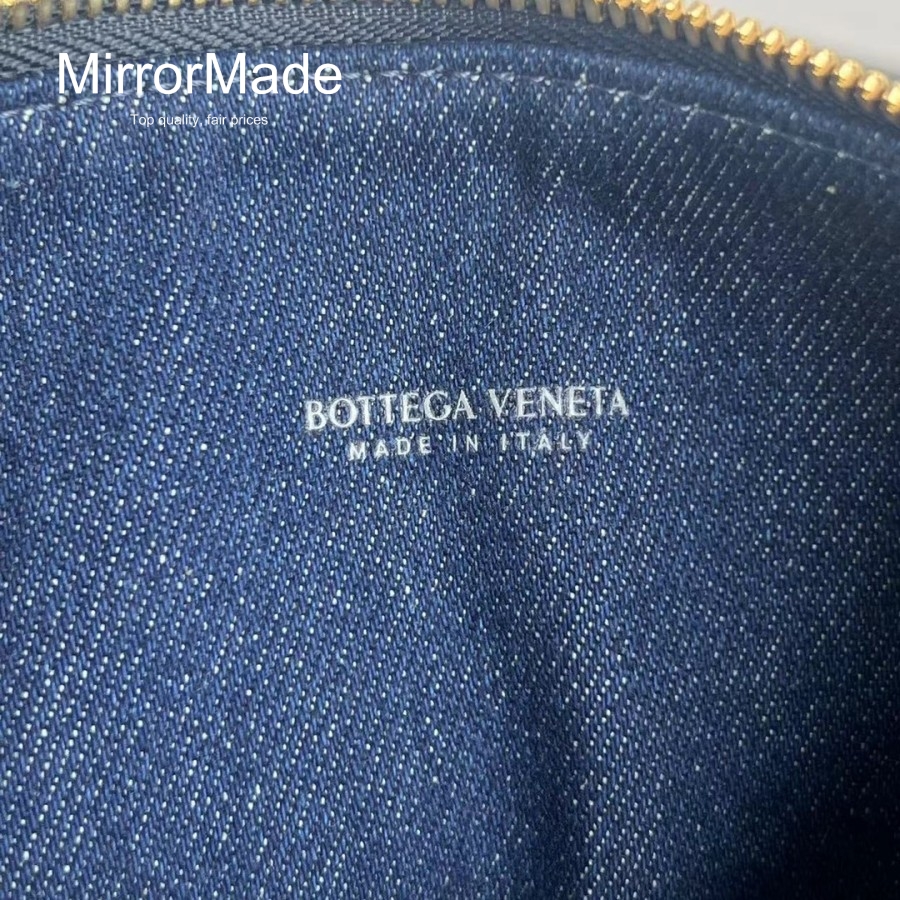 MirrorMade
Top quality, fair prices
BOTTEGA VENETA
MADE IN ITALY